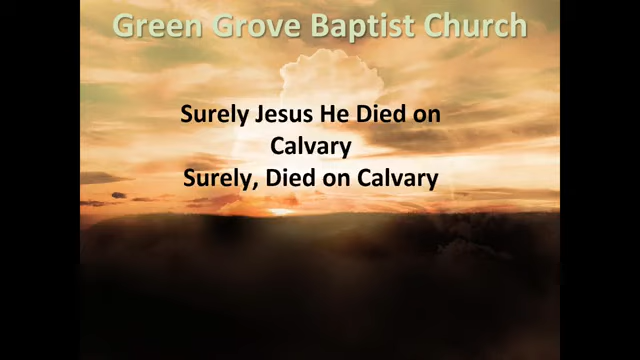 Green Grove Baptist Church
Surely Jesus He Died on
Calvary
Surely, Died on Calvary